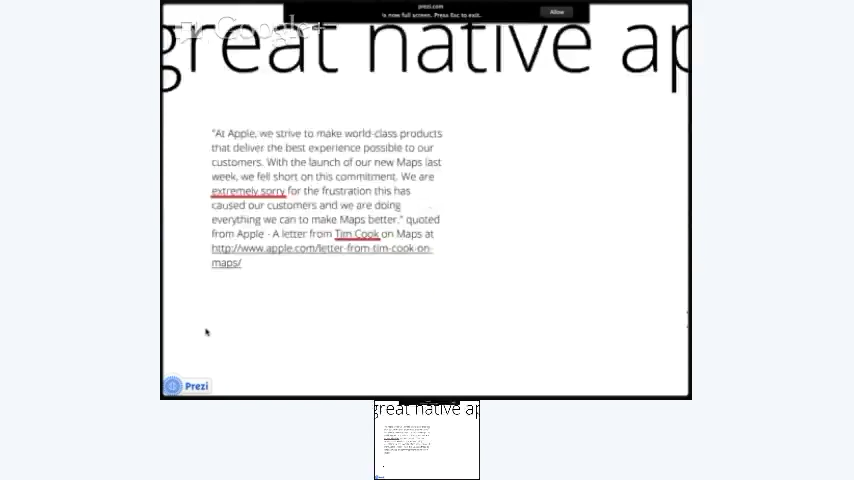 prezi.com
is now full screen. Press Esc to exit.
Allow
Google+
great native ap
"At Apple, we strive to make world-class products
that deliver the best experience possible to our
customers. With the launch of our new Maps last
week, we fell short on this commitment. We are
extremely sorry for the frustration this has
caused our customers and we are doing
everything we can to make Maps better." quoted
from Apple - A letter from Tim Cook on Maps at
http://www.apple.com/letter-from-tim-cook-on-
maps/
Prezi
great native ap